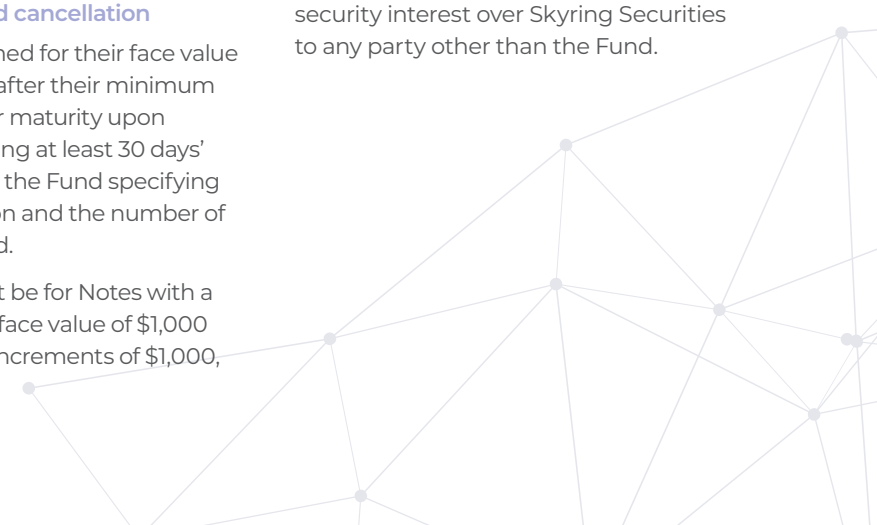 d cancellation
ned for their face value
after their minimum
r maturity upon
ng at least 30 days’
the Fund specifying
on and the number of
d.
t be for Notes with a
face value of $1,000
ncrements of $1,000,
security interest over Skyring Securities
to any party other than the Fund.